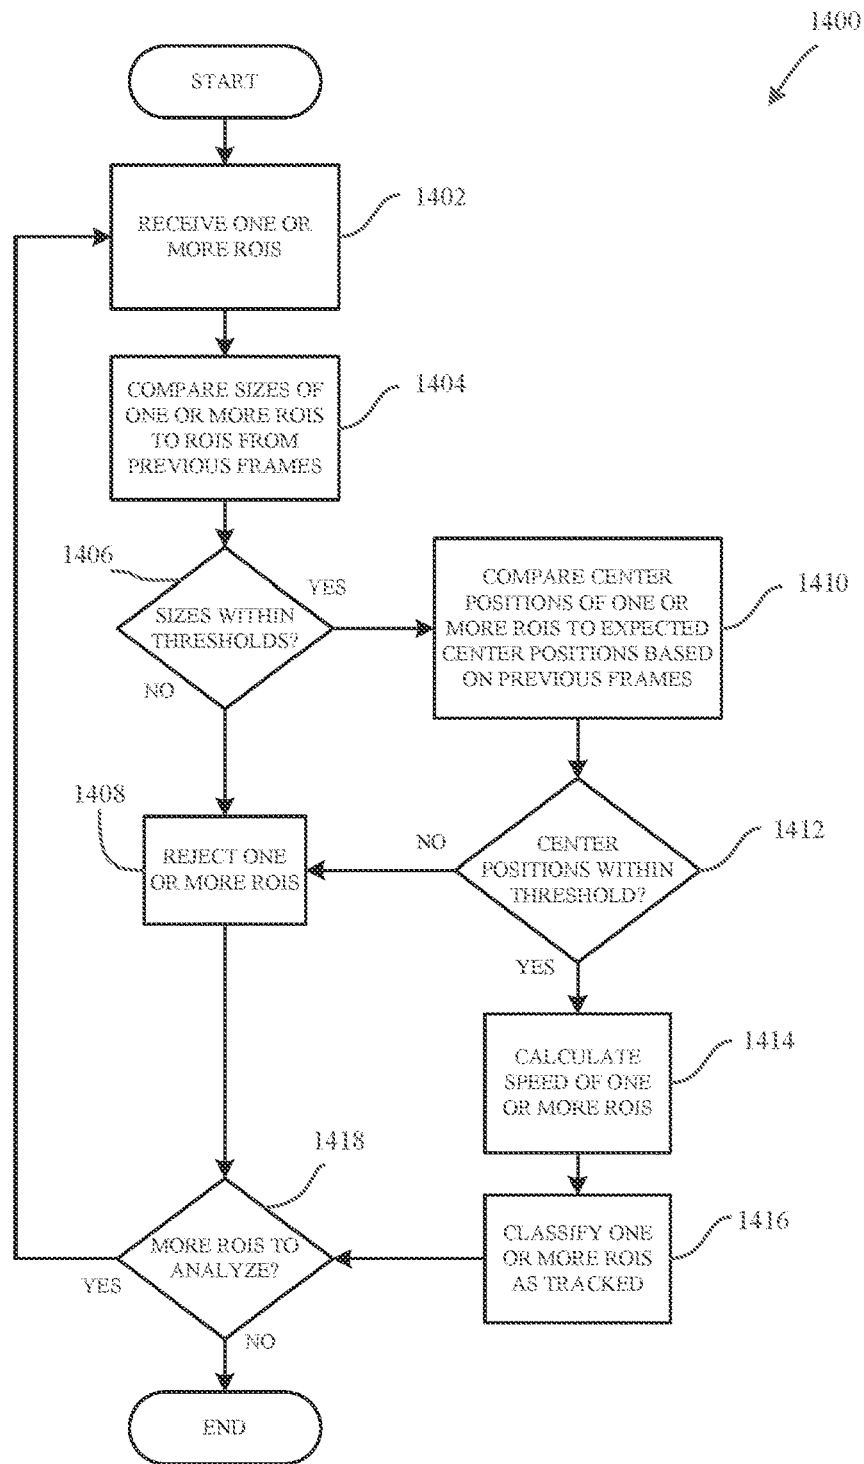 1400
START
RECEIVE ONE OR
MORE ROIS
1402
COMPARE SIZES OF
ONE OR MORE ROIS
TO ROIS FROM
PREVIOUS FRAMES
1404
1406
SIZES WITHIN
THRESHOLDS?
YES
NO
COMPARE CENTER
POSITIONS OF ONE OR
MORE ROIS TO EXPECTED
CENTER POSITIONS BASED
ON PREVIOUS FRAMES
1410
1408
REJECT ONE
OR MORE ROIS
NO
CENTER
POSITIONS WITHIN
THRESHOLD?
1412
YES
CALCULATE
SPEED OF ONE
OR MORE ROIS
1414
1418
MORE ROIS TO
ANALYZE?
YES
NO
CLASSIFY ONE
OR MORE ROIS
AS TRACKED
1416
END